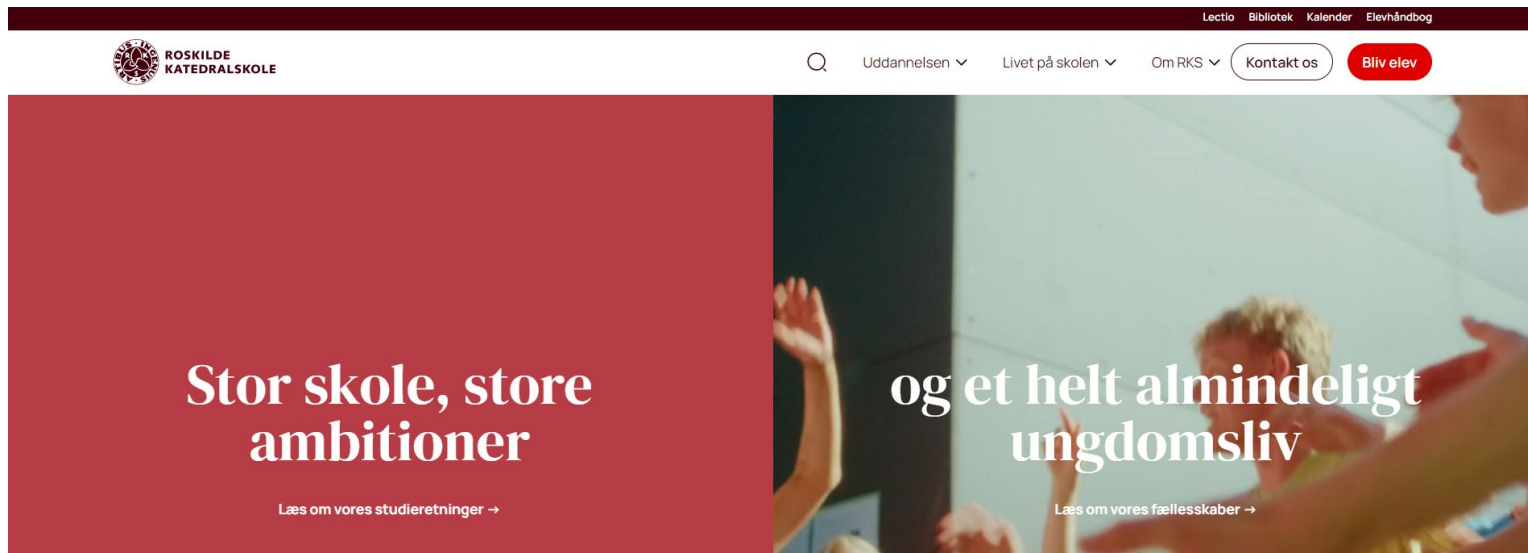 Lectio Bibliotek Kalender Elevhåndbog
ROSKILDE
KATEDRALSKOLE
Uddannelsen Livet på skolen Om RKS Kontakt os Bliv elev
Stor skole, store
ambitioner
Læs om vores studieretninger →
og et helt almindeligt
ungdomsliv
Læs om vores fællesskaber →